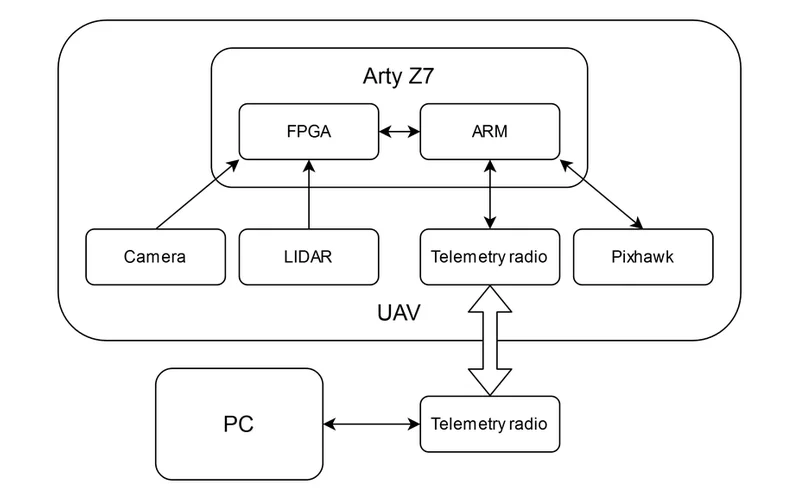 Arty Z7
FPGA
ARM
Camera
LIDAR
Telemetry radio
Pixhawk
UAV
PC
Telemetry radio